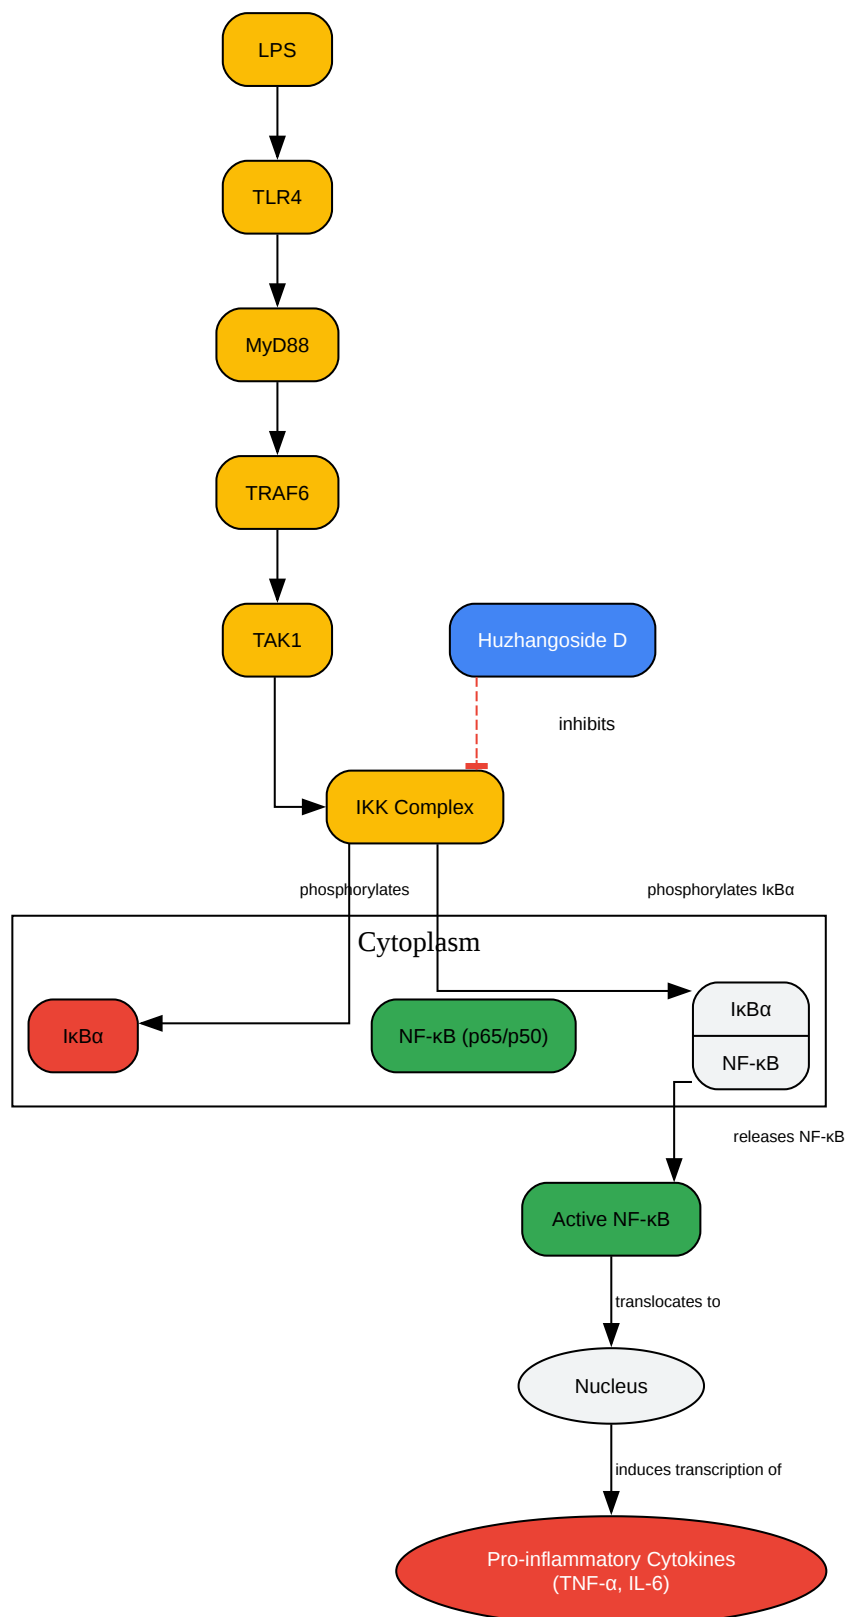 LPS
TLR4
MyD88
TRAF6
TAK1
Huzhangoside D
inhibits
IKK Complex
phosphorylates
phosphorylates IκBα
Cytoplasm
IκBα
NF-κB (p65/p50)
IκBα
NF-κB
releases NF-κB
Active NF-κB
translocates to
Nucleus
induces transcription of
Pro-inflammatory Cytokines
(TNF-α, IL-6)